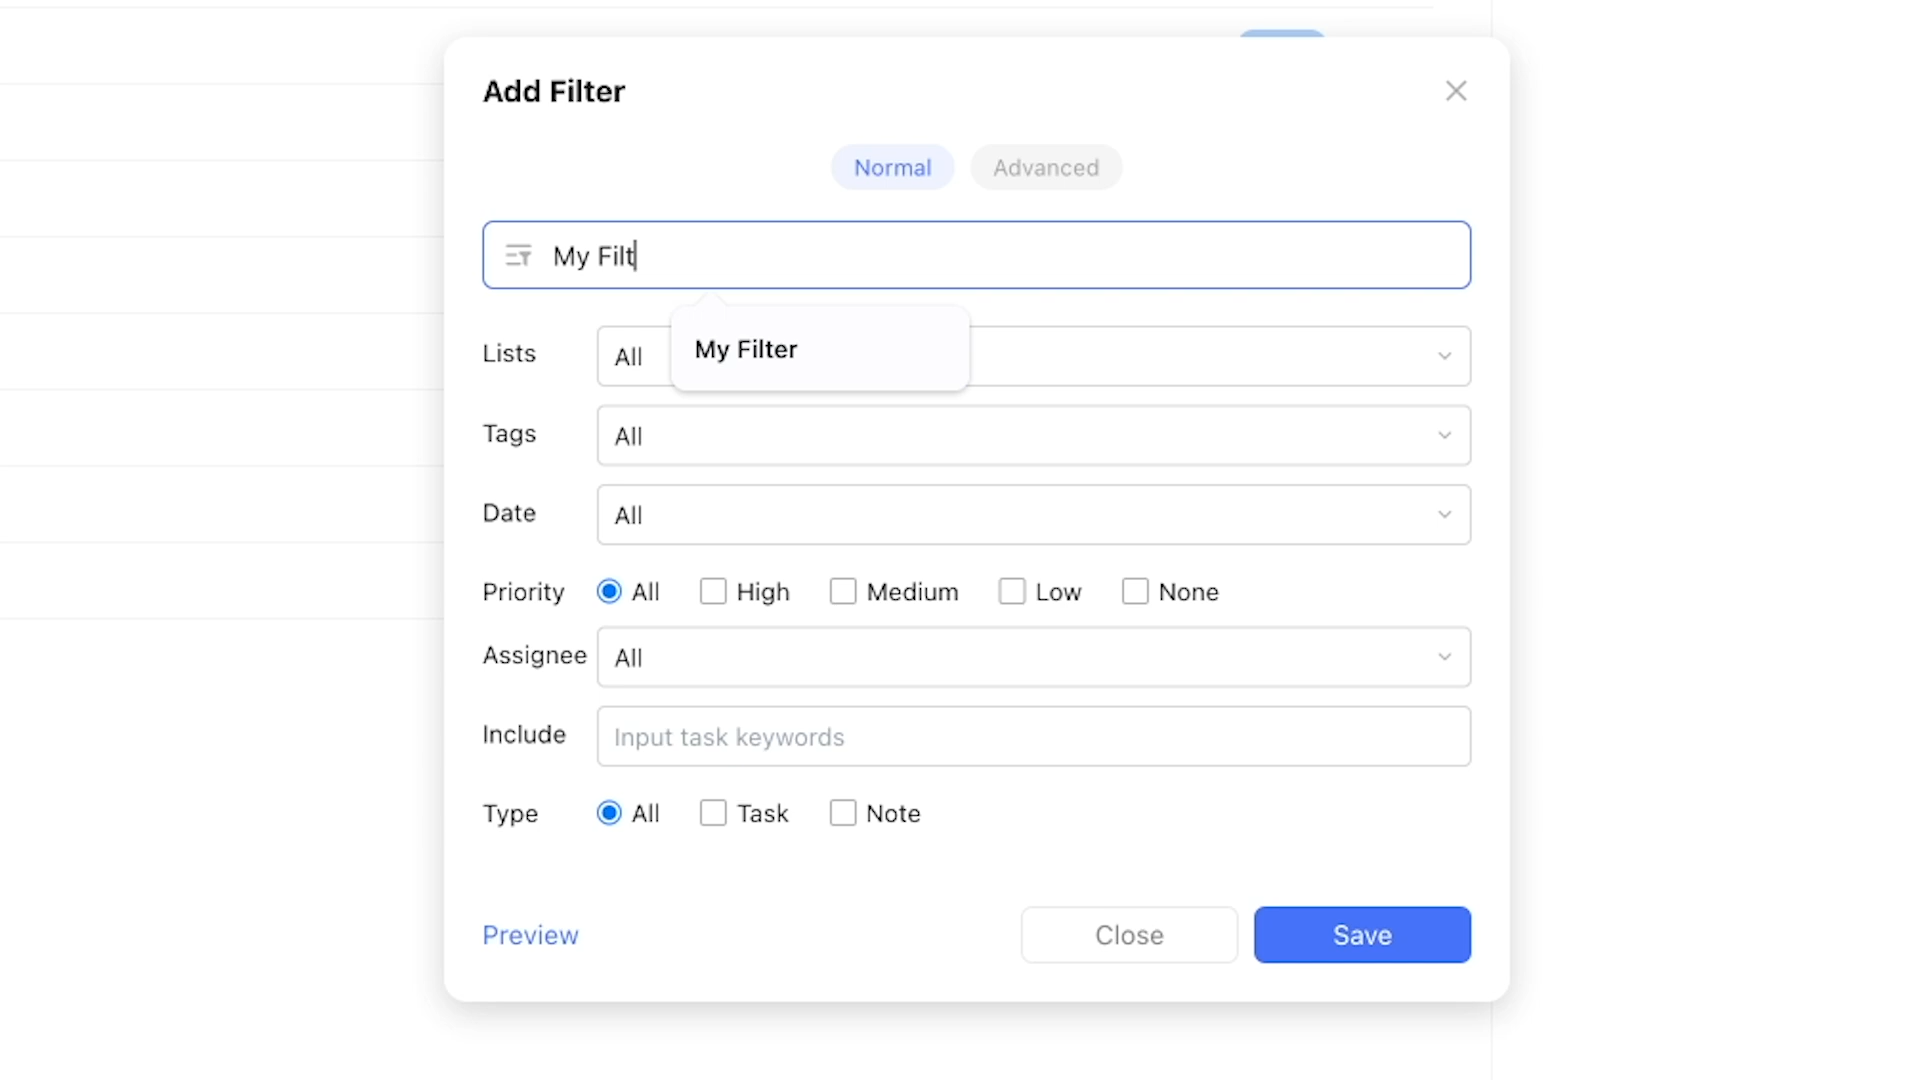 Add Filter
Normal Advanced
My Filt
My Filter
Lists All
Tags All
Date All
Priority All High Medium Low None
Assignee All
Include Input task keywords
Type All Task Note
Preview Close Save